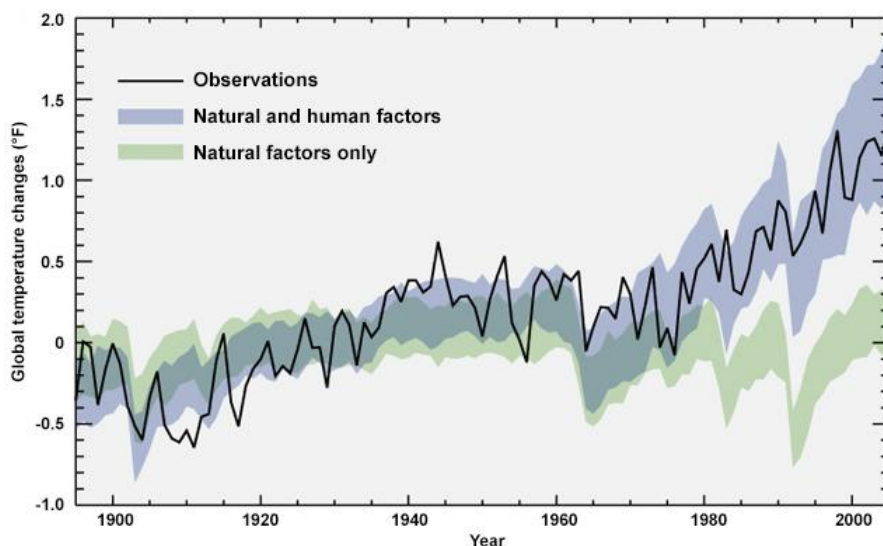 2.0
1.5
1.0
0.5
0
-0.5
-1.0
Global temperature changes (°F)
Observations
Natural and human factors
Natural factors only
1900 1920 1940 1960 1980 2000
Year